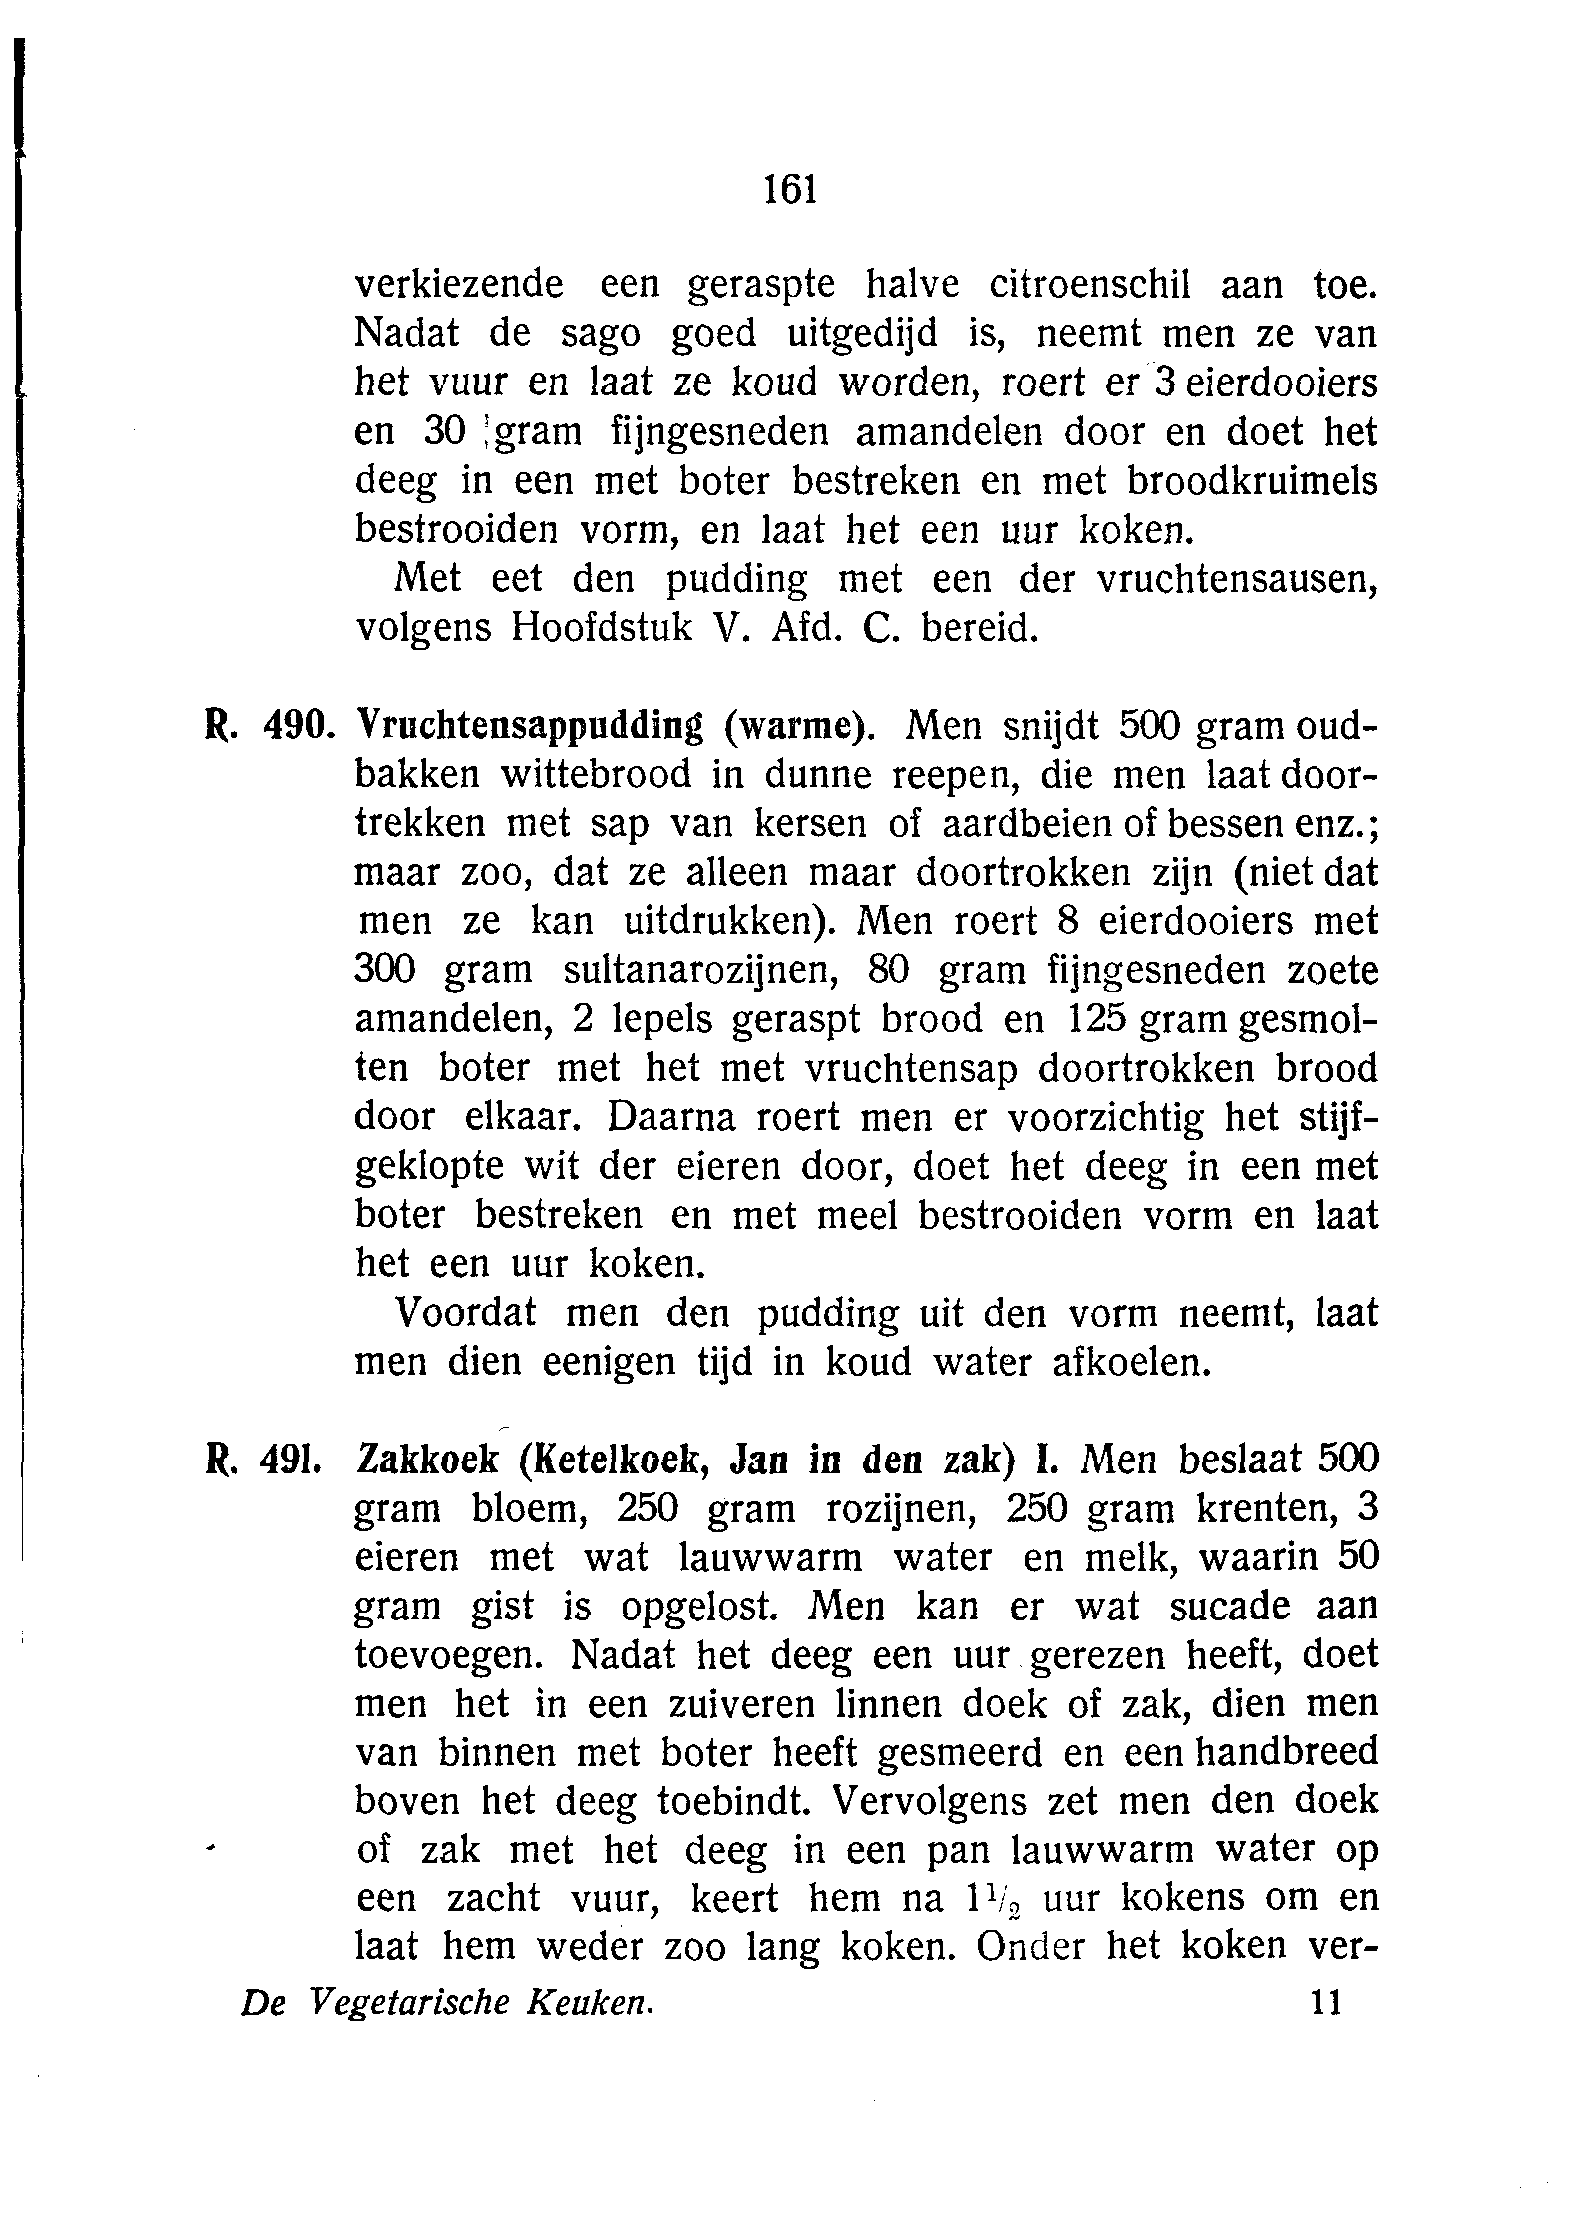 161
verkiezende een geraspte halve citroenschil aan toe.
Nadat de sago goed uitgedijd is, neemt men ze van
het vuur en laat ze koud worden, roert er 3 eierdooiers
en 30 gram fijngesneden amandelen door en doet het
deeg in een met boter bestreken en met broodkruimels
bestrooiden vorm, en laat het een uur koken.
Met eet den pudding met een der vruchtensausen,
volgens Hoofdstuk V. Afd. C. bereid.
R. 490. Vruchtensappudding (warme). Men snijdt 500 gram oud-
bakken wittebrood in dunne reepen, die men laat door-
trekken met sap van kersen of aardbeien of bessen enz.;
maar zoo, dat ze alleen maar doortrokken zijn (niet dat
men ze kan uitdrukken). Men roert 8 eierdooiers met
300 gram sultanarozijnen, 80 gram fijngesneden zoete
amandelen, 2 lepels geraspt brood en 125 gram gesmol-
ten boter met het met vruchtensap doortrokken brood
door elkaar. Daarna roert men er voorzichtig het stijf-
geklopte wit der eieren door, doet het deeg in een met
boter bestreken en met meel bestrooiden vorm en laat
het een uur koken.
Voordat men den pudding uit den vorm neemt, laat
men dien eenigen tijd in koud water afkoelen.
R. 491. Zakkoek (Ketelkoek, Jan in den zak) I. Men beslaat 500
gram bloem, 250 gram rozijnen, 250 gram krenten, 3
eieren met wat lauwwarm water en melk, waarin 50
gram gist is opgelost. Men kan er wat sucade aan
toevoegen. Nadat het deeg een uur gerezen heeft, doet
men het in een zuiveren linnen doek of zak, dien men
van binnen met boter heeft gesmeerd en een handbreed
boven het deeg toebindt. Vervolgens zet men den doek
of zak met het deeg in een pan lauwwarm water op
een zacht vuur, keert hem na 1½ uur kokens om en
laat hem weder zoo lang koken. Onder het koken ver-
De Vegetarische Keuken. 11